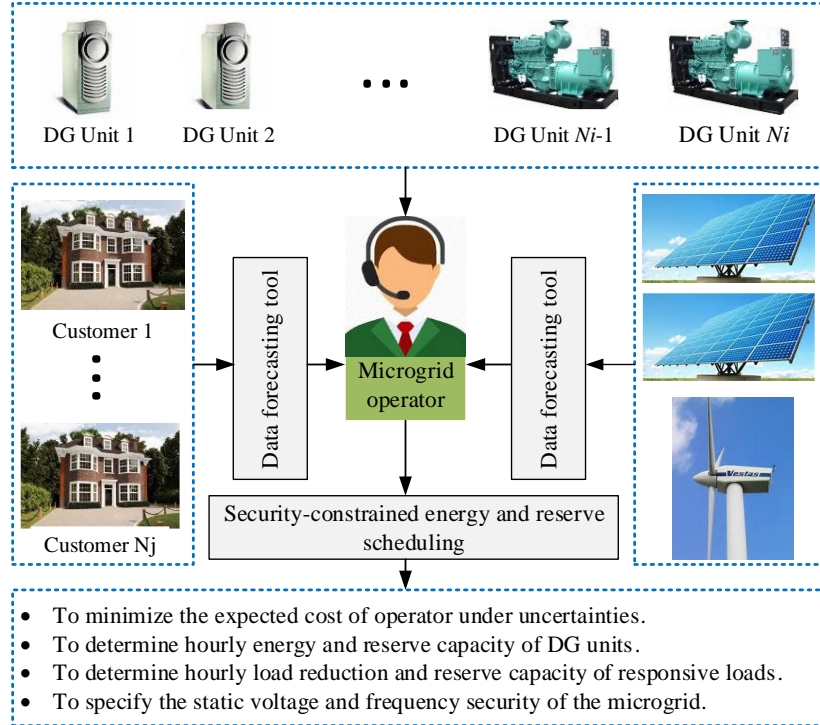 DG Unit 1
DG Unit 2
DG Unit Ni-1
DG Unit Ni
Customer 1
Customer Nj
Data forecasting tool
Microgrid
operator
Data forecasting tool
Vestas
Security-constrained energy and reserve
scheduling
• To minimize the expected cost of operator under uncertainties.
• To determine hourly energy and reserve capacity of DG units.
• To determine hourly load reduction and reserve capacity of responsive loads.
• To specify the static voltage and frequency security of the microgrid.